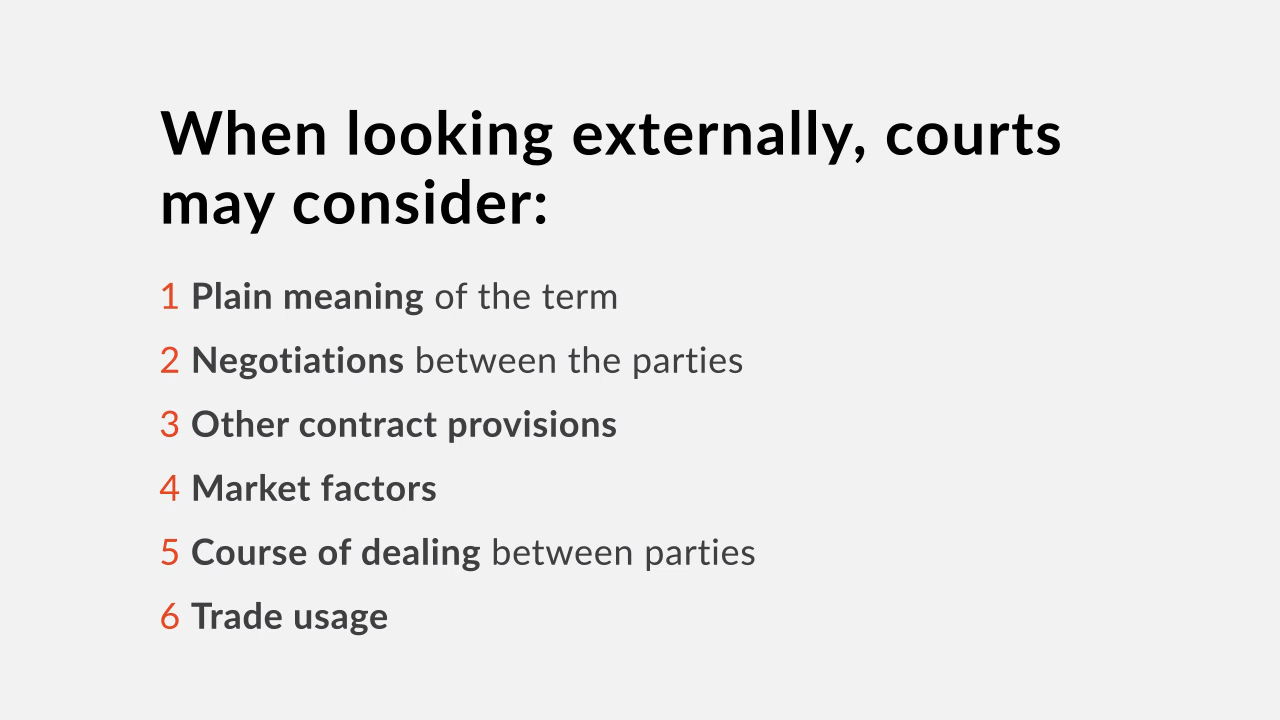 When looking externally, courts
may consider:
1 Plain meaning of the term
2 Negotiations between the parties
3 Other contract provisions
4 Market factors
5 Course of dealing between parties
6 Trade usage